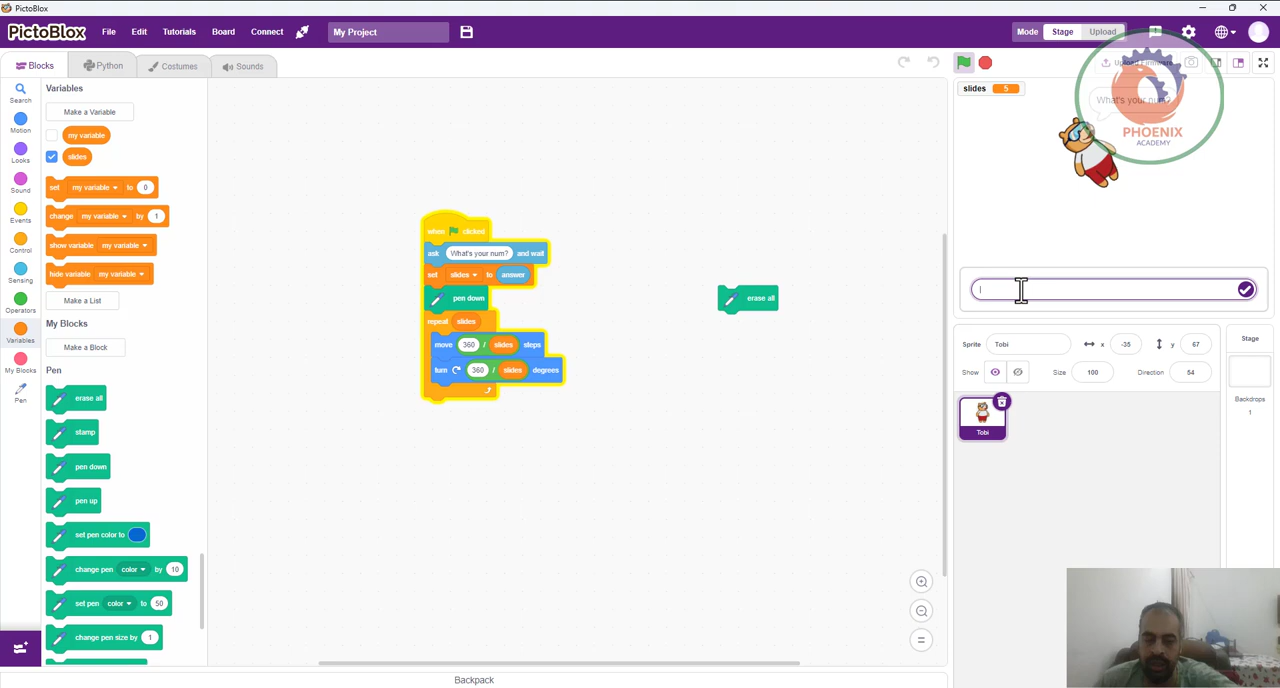 PictoBlox
PictoBlox File Edit Tutorials Board Connect My Project Mode Stage Upload
Blocks Python Costumes Sounds Upload Firmware
Search
Motion
Looks
Sound
Events
Control
Sensing
Operators
Variables
My Blocks
Pen
Variables
Make a Variable
my variable
slides
set my variable to 0
change my variable by 1
show variable my variable
hide variable my variable
Make a List
My Blocks
Make a Block
Pen
erase all
stamp
pen down
pen up
set pen color to
change pen color by 10
set pen color to 50
change pen size by 1
when clicked
ask What's your num? and wait
set slides to answer
pen down
repeat slides
move 360 / slides steps
turn 360 / slides degrees
erase all
Backpack
slides 5
What's your num?
PHOENIX
ACADEMY
Sprite Tobi x -35 y 67
Show Size 100 Direction 54
Tobi
Stage
Backdrops
1